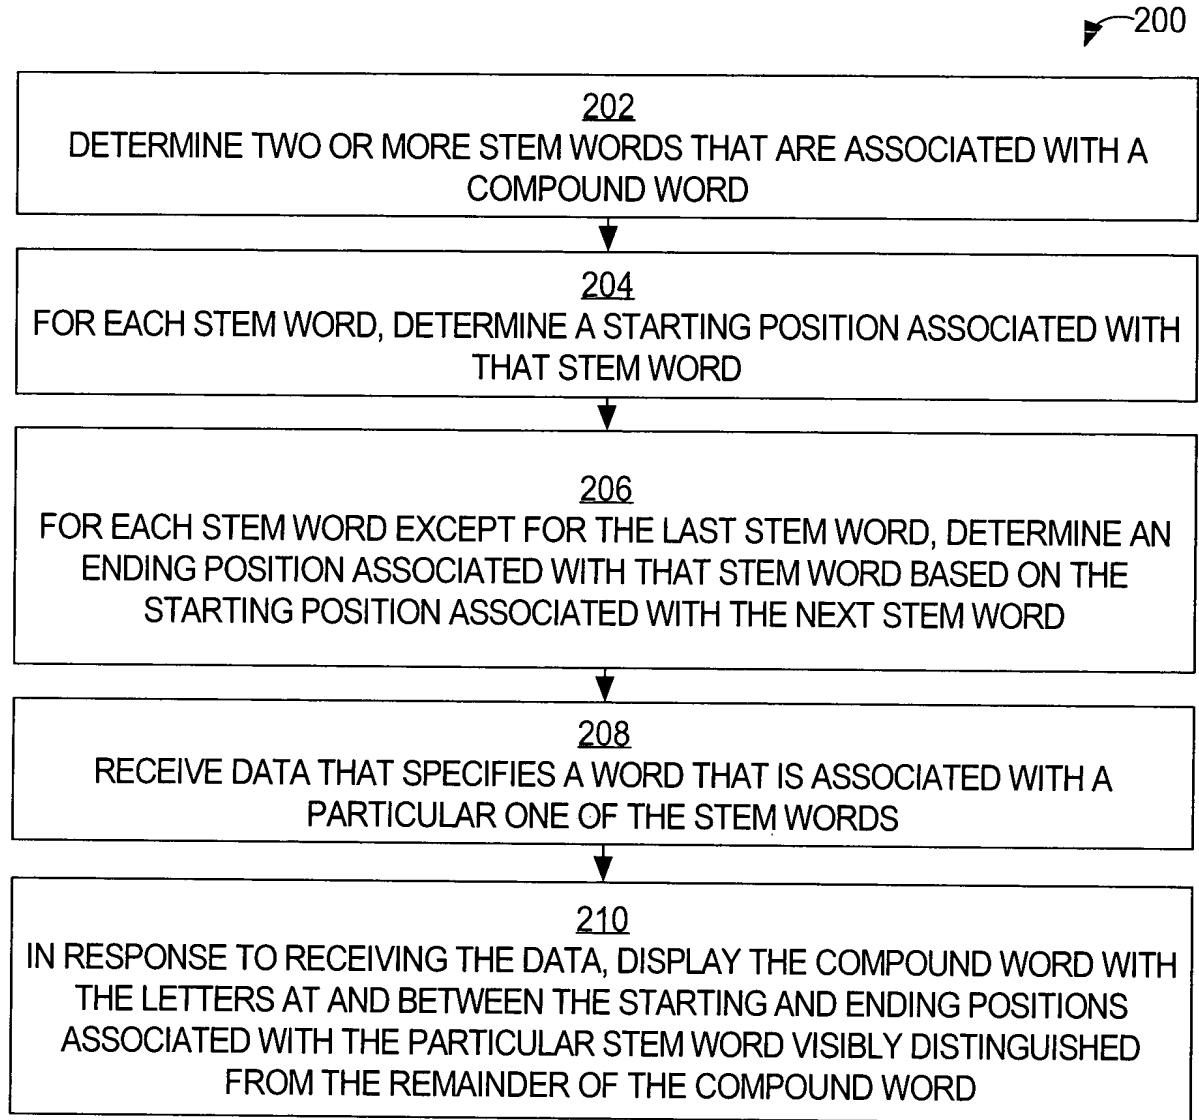 200
202
DETERMINE TWO OR MORE STEM WORDS THAT ARE ASSOCIATED WITH A
COMPOUND WORD
204
FOR EACH STEM WORD, DETERMINE A STARTING POSITION ASSOCIATED WITH
THAT STEM WORD
206
FOR EACH STEM WORD EXCEPT FOR THE LAST STEM WORD, DETERMINE AN
ENDING POSITION ASSOCIATED WITH THAT STEM WORD BASED ON THE
STARTING POSITION ASSOCIATED WITH THE NEXT STEM WORD
208
RECEIVE DATA THAT SPECIFIES A WORD THAT IS ASSOCIATED WITH A
PARTICULAR ONE OF THE STEM WORDS
210
IN RESPONSE TO RECEIVING THE DATA, DISPLAY THE COMPOUND WORD WITH
THE LETTERS AT AND BETWEEN THE STARTING AND ENDING POSITIONS
ASSOCIATED WITH THE PARTICULAR STEM WORD VISIBLY DISTINGUISHED
FROM THE REMAINDER OF THE COMPOUND WORD